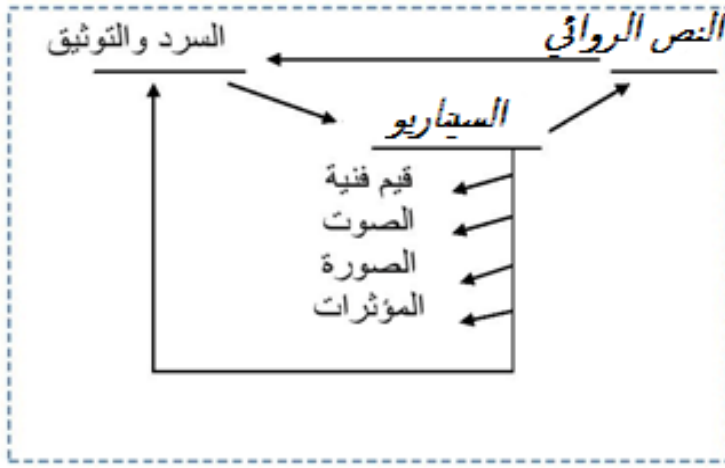 النص الروائي
السرد والتوثيق
السيناريو
قيم فنية
الصوت
الصورة
المؤثرات